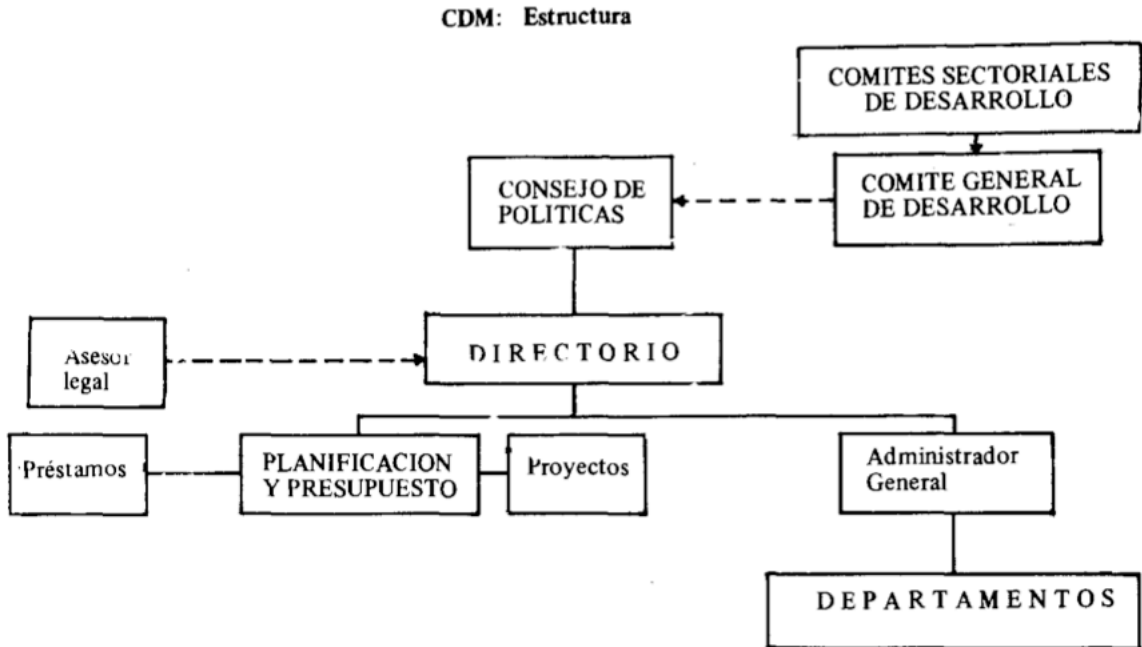 CDM: Estructura
COMITES SECTORIALES
DE DESARROLLO
CONSEJO DE
POLITICAS
COMITE GENERAL
DE DESARROLLO
Asesor
legal
DIRECTORIO
Préstamos
PLANIFICACION
Y PRESUPUESTO
Proyectos
Administrador
General
DEPARTAMENTOS